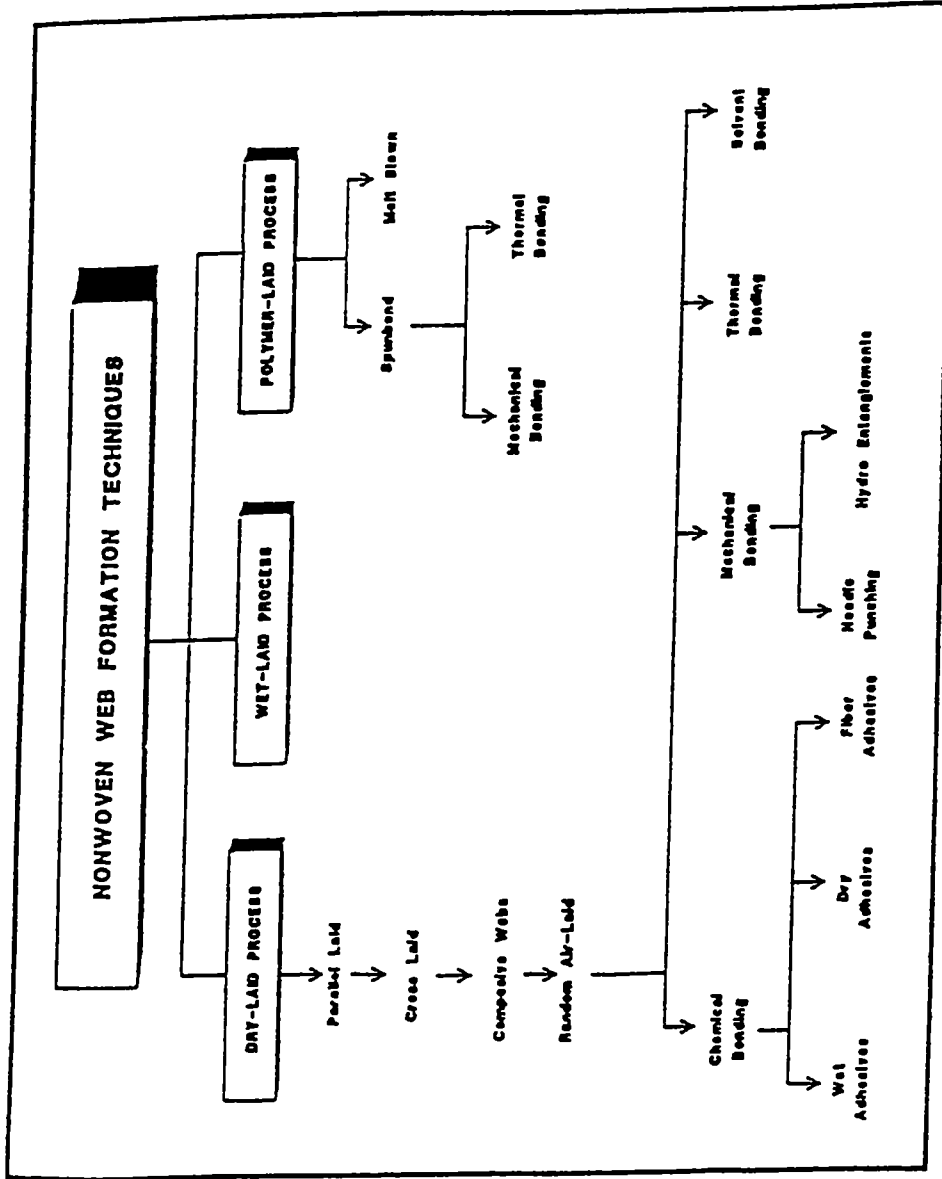 NONWOVEN WEB FORMATION TECHNIQUES
DRY-LAID PROCESS
WET-LAID PROCESS
POLYMER-LAID PROCESS
Parallel Laid
Cross Laid
Composive Webs
Random Air-Laid
Spunbond
Melt Blown
Mechanical
Bonding
Thermal
Bonding
Chemical
Bonding
Mechanical
Bonding
Thermal
Bonding
Solvent
Bonding
Wet
Adhesives
Dry
Adhesives
Fiber
Adhesives
Needle
Punching
Hydro Entanglements